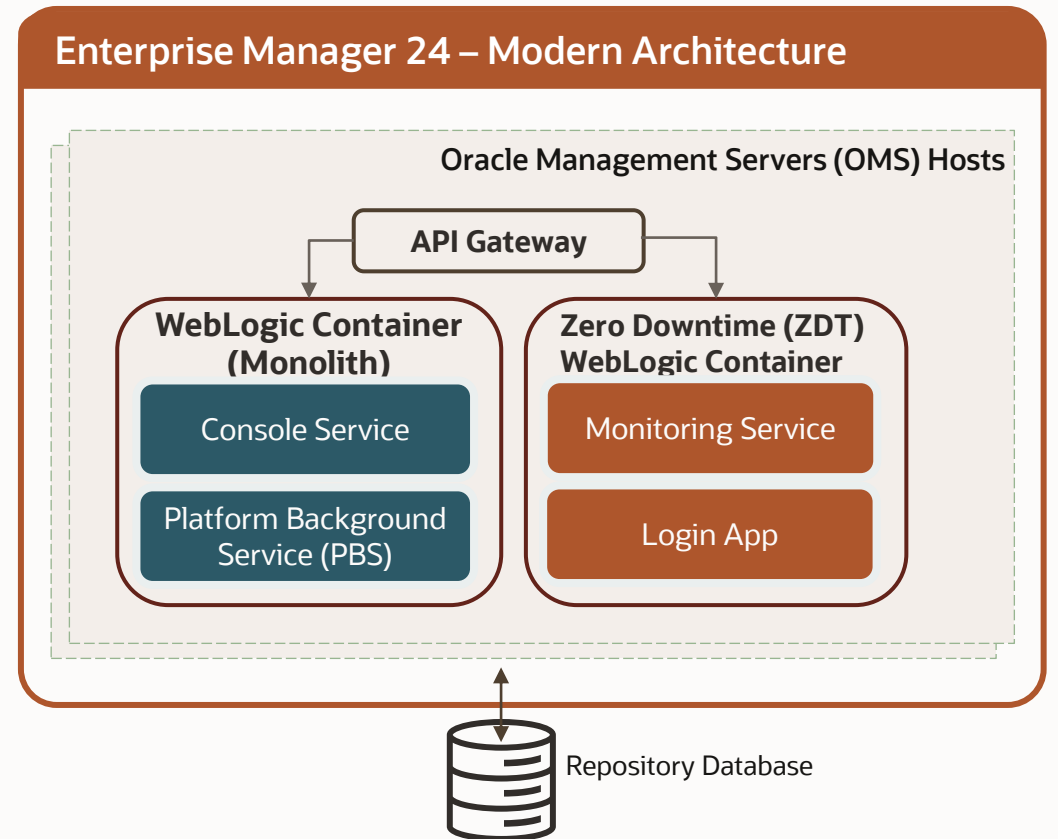 Enterprise Manager 24 – Modern Architecture
Oracle Management Servers (OMS) Hosts
API Gateway
WebLogic Container
(Monolith)
Console Service
Platform Background
Service (PBS)
Zero Downtime (ZDT)
WebLogic Container
Monitoring Service
Login App
Repository Database